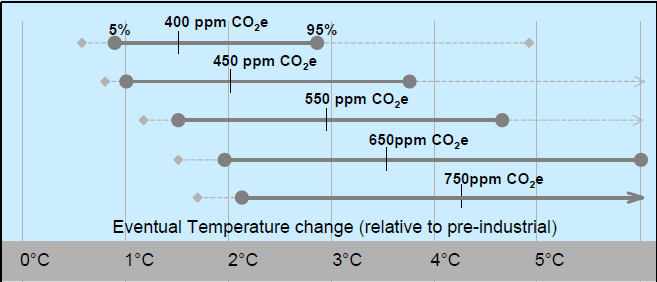 400 ppm CO₂e
5% 95%
450 ppm CO₂e
550 ppm CO₂e
650ppm CO₂e
750ppm CO₂e
Eventual Temperature change (relative to pre-industrial)
0°C 1°C 2°C 3°C 4°C 5°C